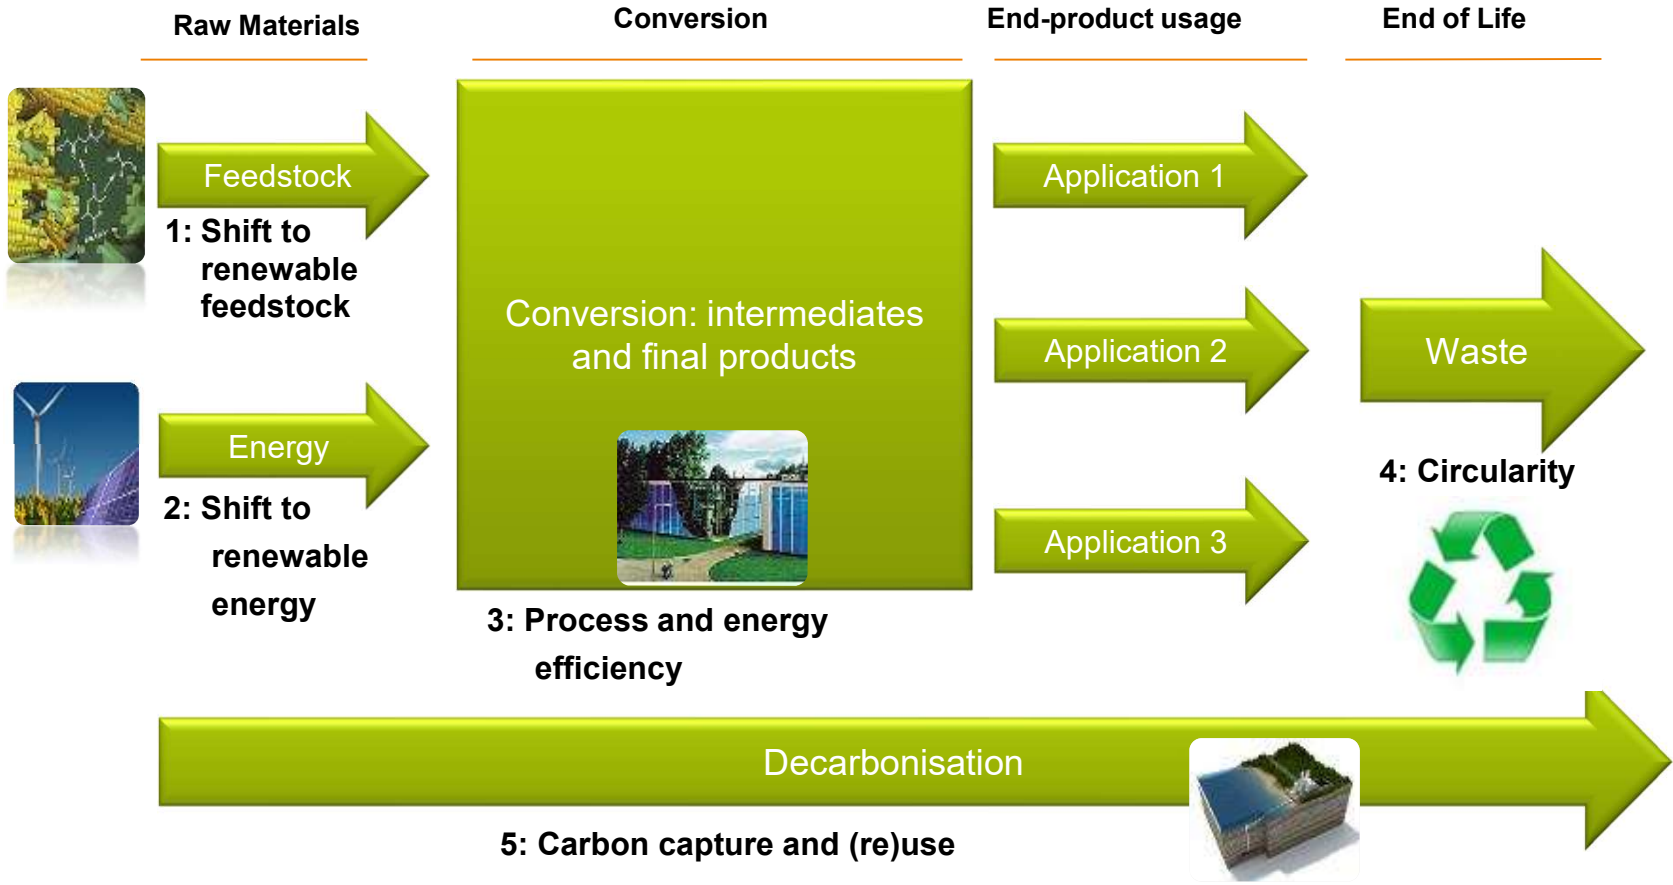 Raw Materials
Conversion
End-product usage
End of Life
Feedstock
1: Shift to
renewable
feedstock
Energy
2: Shift to
renewable
energy
Conversion: intermediates
and final products
3: Process and energy
efficiency
Application 1
Application 2
Application 3
Waste
4: Circularity
Decarbonisation
5: Carbon capture and (re)use